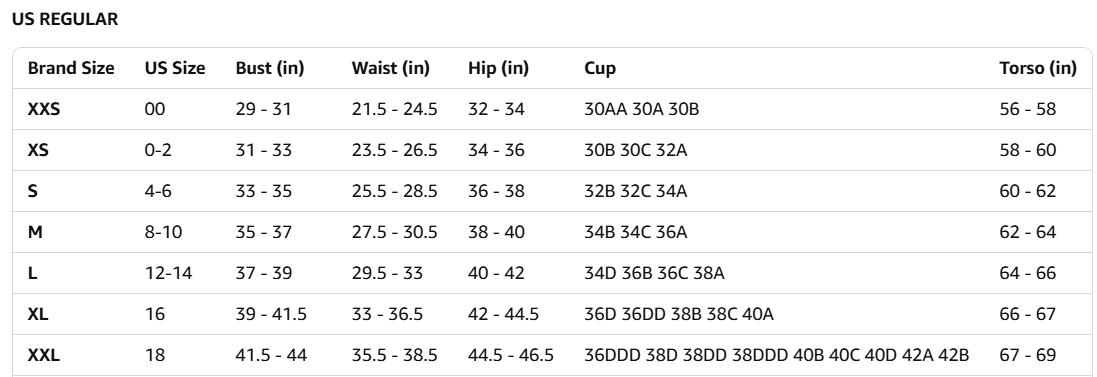 US REGULAR
Brand Size US Size Bust (in) Waist (in) Hip (in) Cup Torso (in)
XXS 00 29 - 31 21.5 - 24.5 32 - 34 30AA 30A 30B 56 - 58
XS 0-2 31 - 33 23.5 - 26.5 34 - 36 30B 30C 32A 58 - 60
S 4-6 33 - 35 25.5 - 28.5 36 - 38 32B 32C 34A 60 - 62
M 8-10 35 - 37 27.5 - 30.5 38 - 40 34B 34C 36A 62 - 64
L 12-14 37 - 39 29.5 - 33 40 - 42 34D 36B 36C 38A 64 - 66
XL 16 39 - 41.5 33 - 36.5 42 - 44.5 36D 36DD 38B 38C 40A 66 - 67
XXL 18 41.5 - 44 35.5 - 38.5 44.5 - 46.5 36DDD 38D 38DD 38DDD 40B 40C 40D 42A 42B 67 - 69